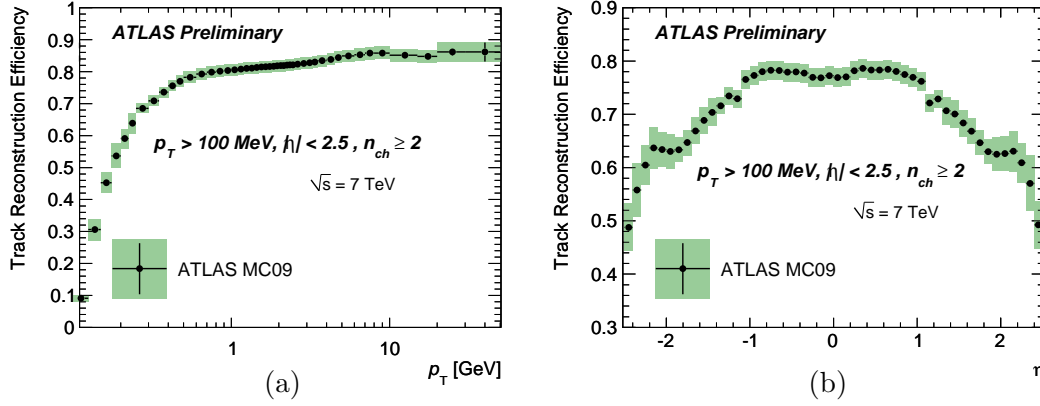 ATLAS Preliminary
p_T > 100 MeV, |η| < 2.5 , n_ch ≥ 2
√s = 7 TeV
ATLAS MC09
Track Reconstruction Efficiency
1
0.9
0.8
0.7
0.6
0.5
0.4
0.3
0.2
0.1
0
1
10
p_T [GeV]
(a)
ATLAS Preliminary
p_T > 100 MeV, |η| < 2.5 , n_ch ≥ 2
√s = 7 TeV
ATLAS MC09
Track Reconstruction Efficiency
0.9
0.8
0.7
0.6
0.5
0.4
0.3
-2
-1
0
1
2
η
(b)